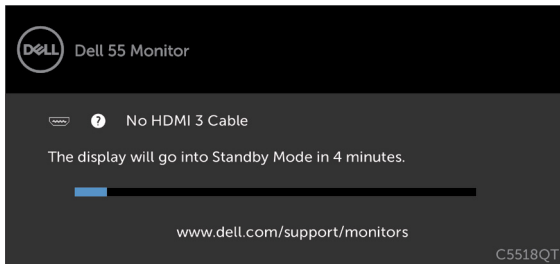 DELL Dell 55 Monitor
? No HDMI 3 Cable
The display will go into Standby Mode in 4 minutes.
www.dell.com/support/monitors
C5518QT